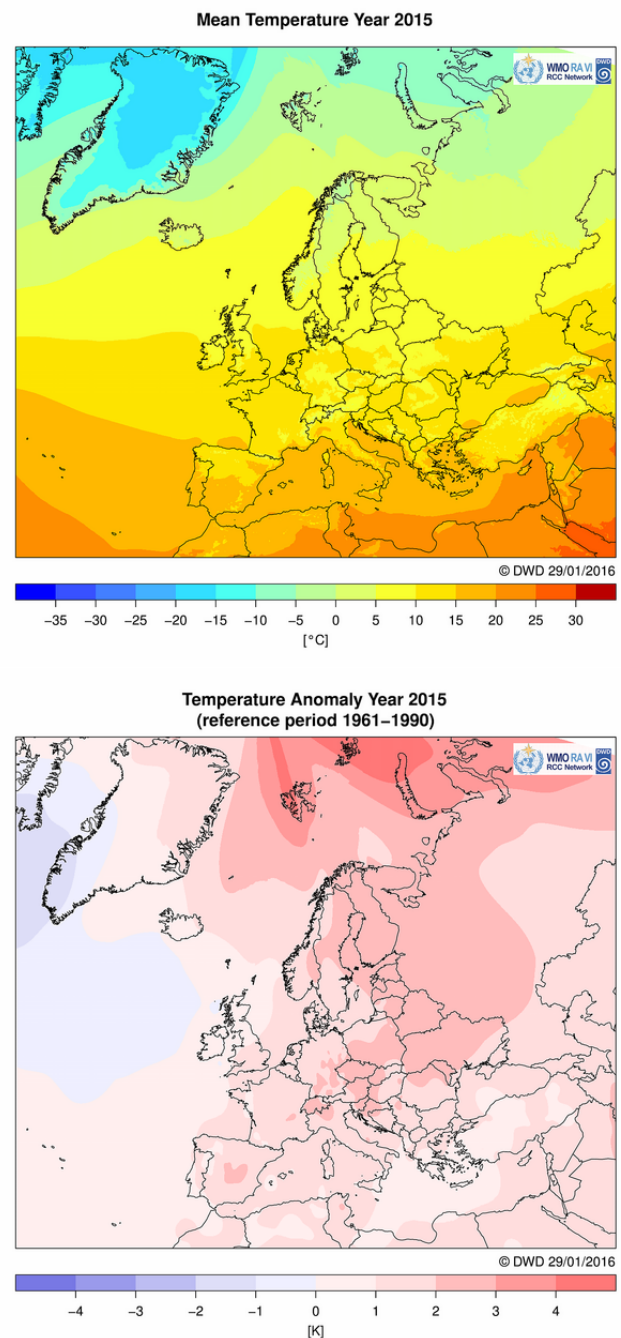 Mean Temperature Year 2015
WMO RA VI
RCC Network
DWD
© DWD 29/01/2016
−35 −30 −25 −20 −15 −10 −5 0 5 10 15 20 25 30
[°C]
Temperature Anomaly Year 2015
(reference period 1961−1990)
WMO RA VI
RCC Network
DWD
© DWD 29/01/2016
−4 −3 −2 −1 0 1 2 3 4
[K]